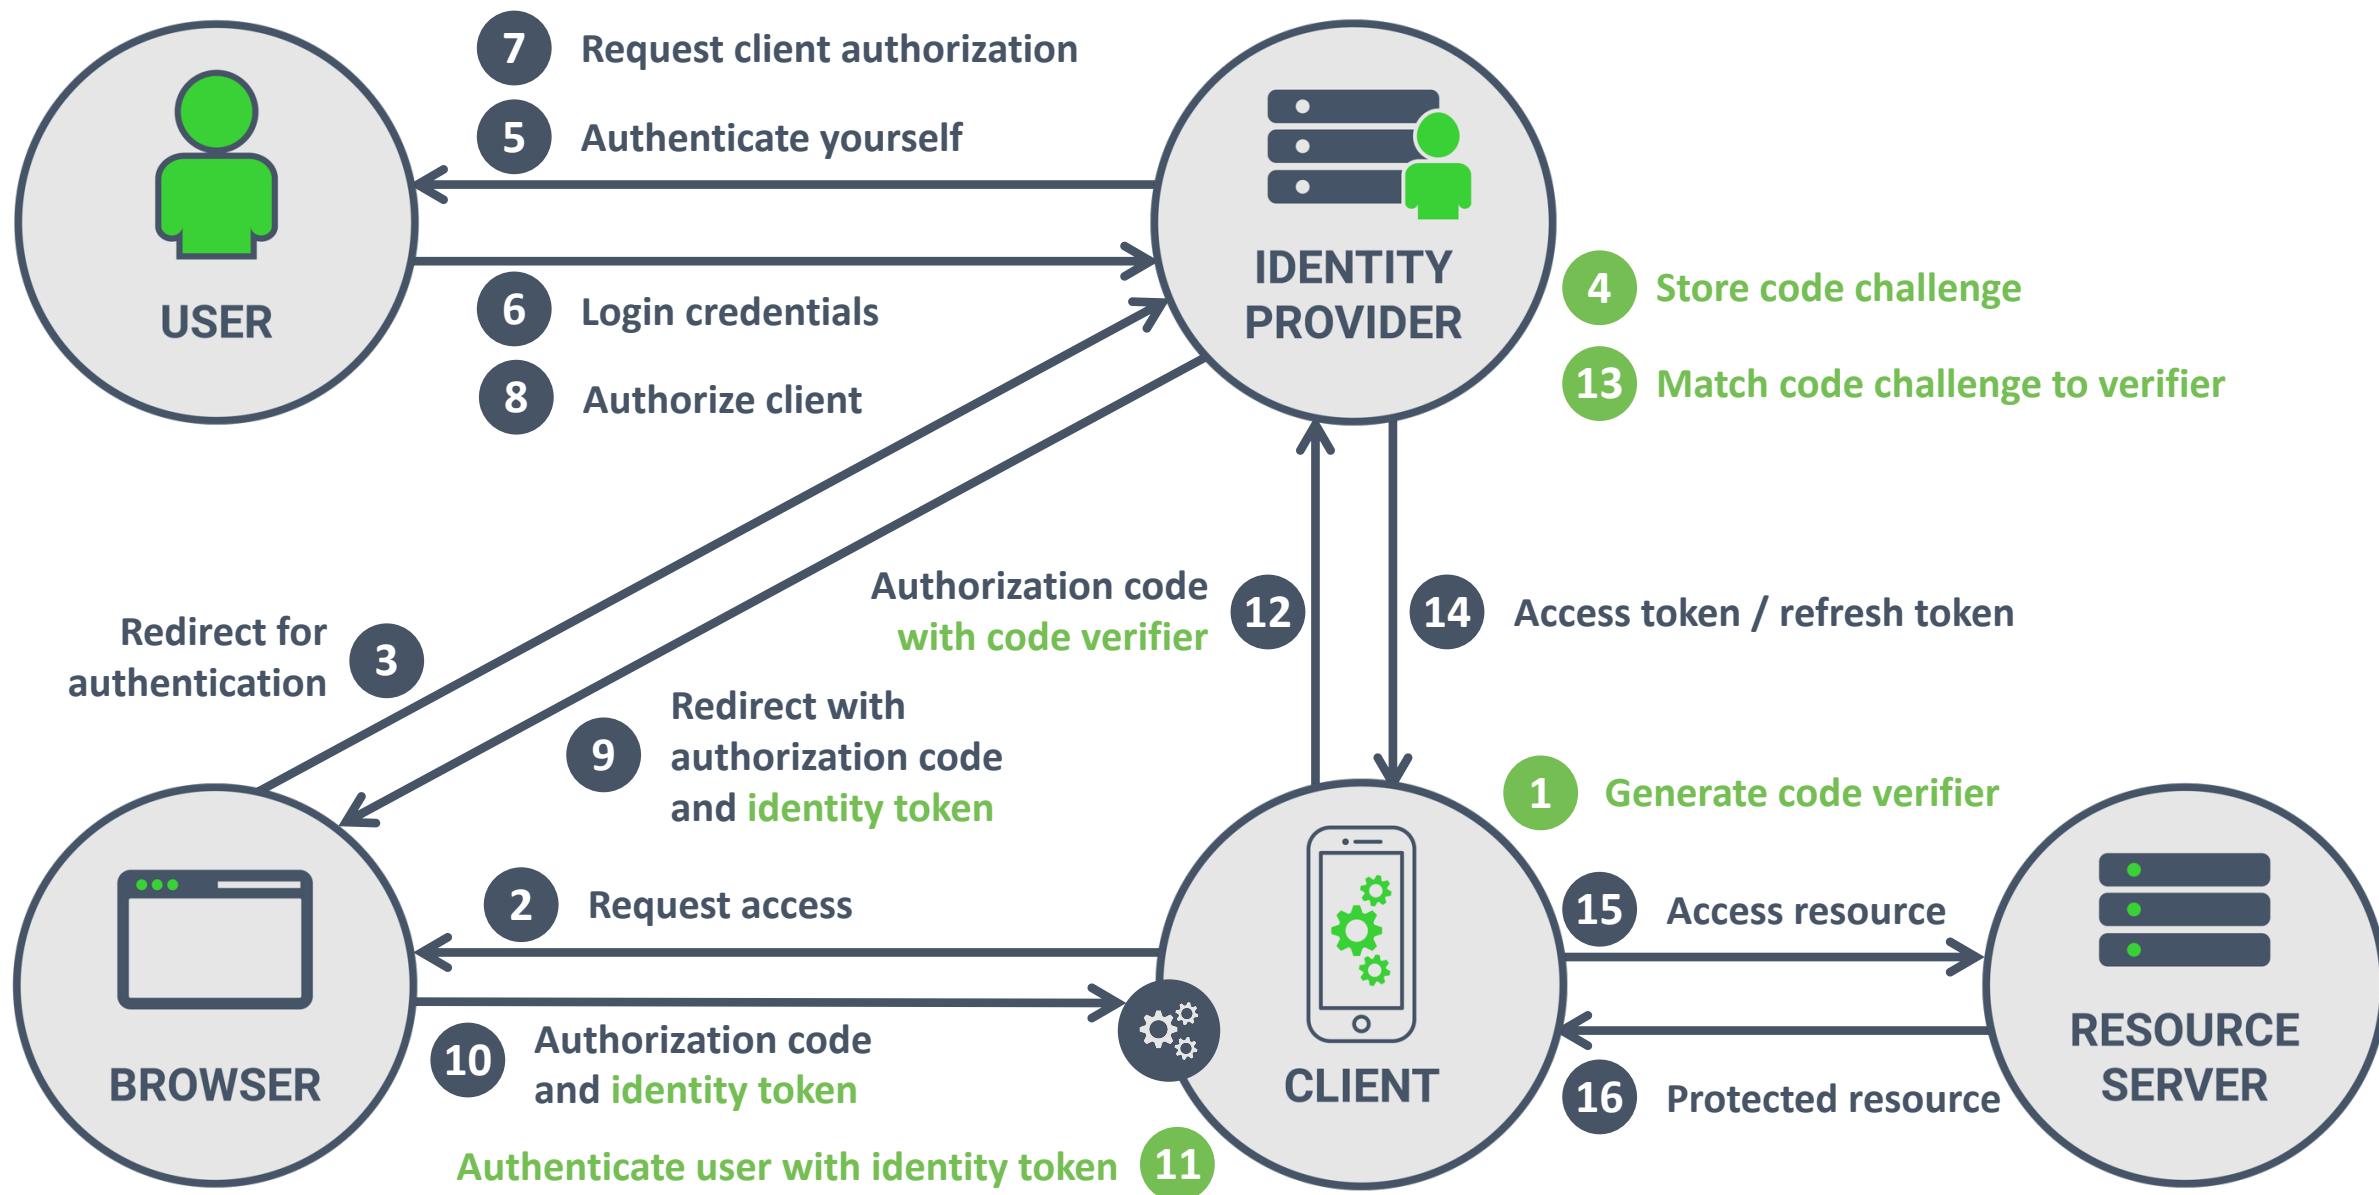 7 Request client authorization
5 Authenticate yourself
USER
6 Login credentials
8 Authorize client
IDENTITY
PROVIDER
4 Store code challenge
13 Match code challenge to verifier
Redirect for
authentication
3
Authorization code
with code verifier
12
14 Access token / refresh token
9
Redirect with
authorization code
and identity token
1 Generate code verifier
2 Request access
BROWSER
10
Authorization code
and identity token
Authenticate user with identity token 11
CLIENT
15 Access resource
16 Protected resource
RESOURCE
SERVER